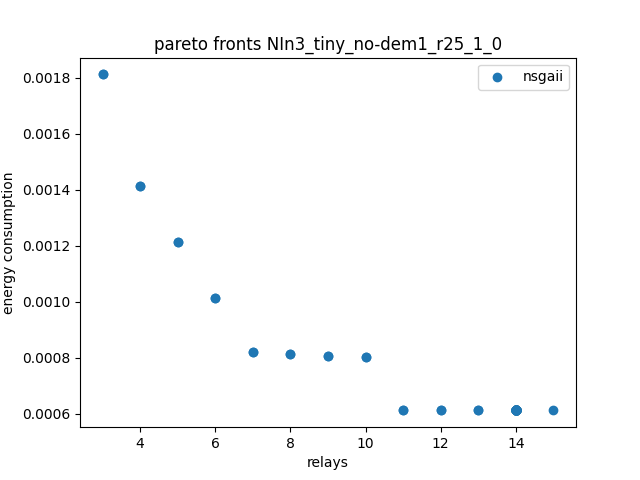 pareto fronts NIn3_tiny_no-dem1_r25_1_0
nsgaii
energy consumption
0.0018
0.0016
0.0014
0.0012
0.0010
0.0008
0.0006
4 6 8 10 12 14
relays